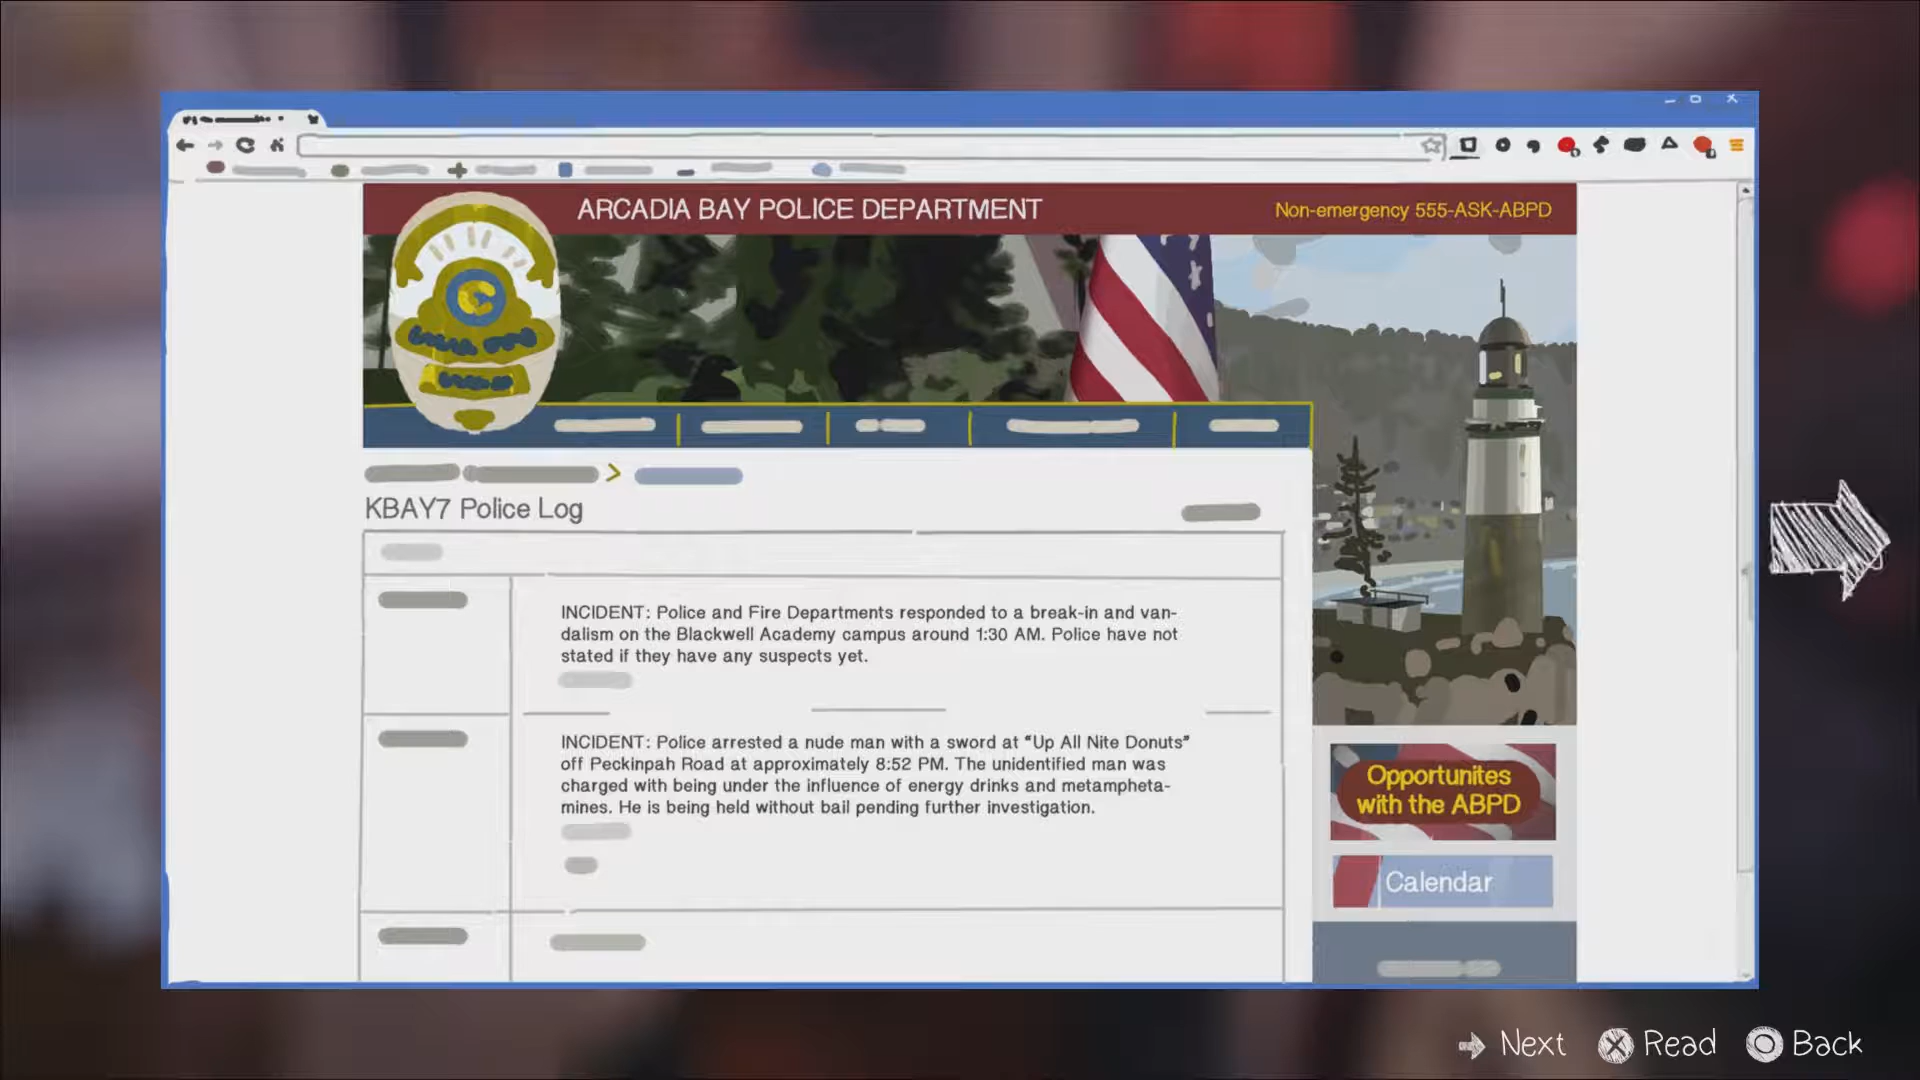 ARCADIA BAY POLICE DEPARTMENT
Non-emergency 555-ASK-ABPD
KBAY7 Police Log
INCIDENT: Police and Fire Departments responded to a break-in and van-
dalism on the Blackwell Academy campus around 1:30 AM. Police have not
stated if they have any suspects yet.
INCIDENT: Police arrested a nude man with a sword at “Up All Nite Donuts”
off Peckinpah Road at approximately 8:52 PM. The unidentified man was
charged with being under the influence of energy drinks and metampheta-
mines. He is being held without bail pending further investigation.
Opportunites
with the ABPD
Calendar
Next
Read
Back